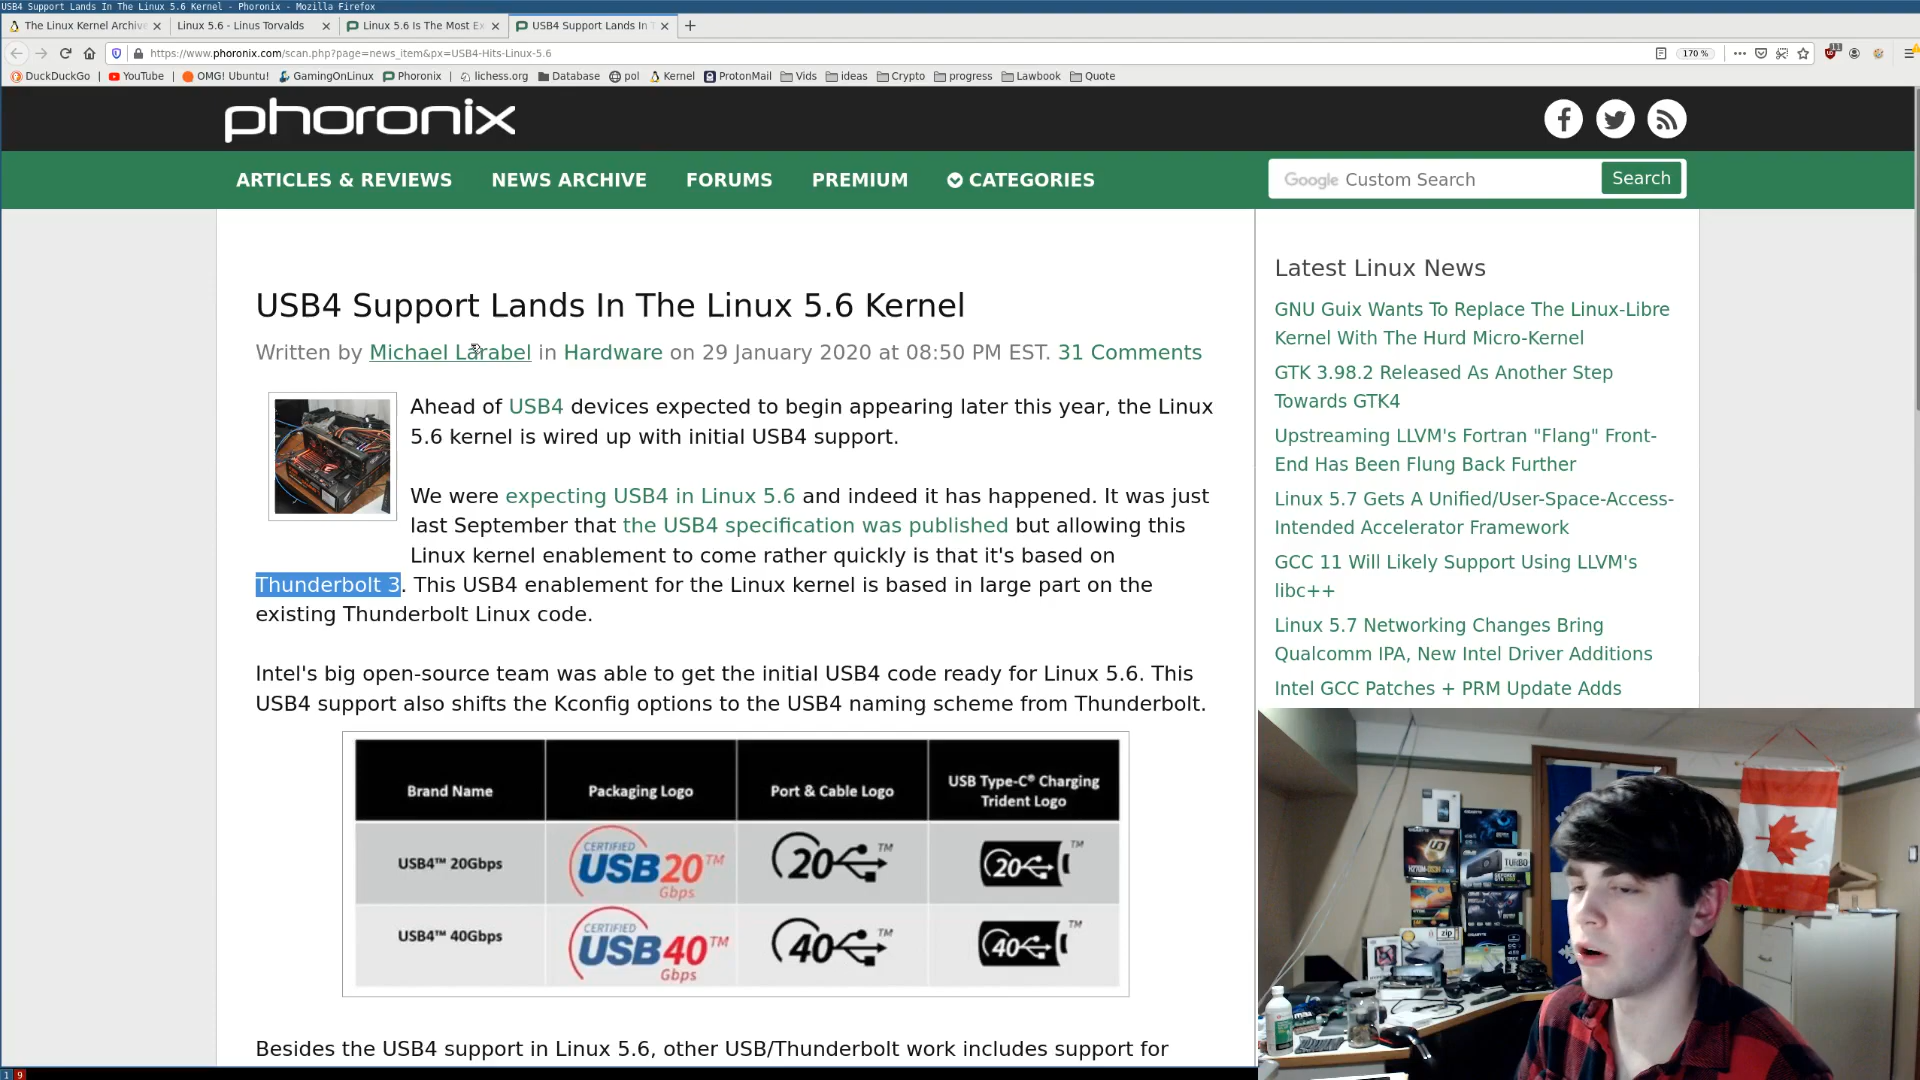 USB4 Support Lands In The Linux 5.6 Kernel - Phoronix - Mozilla Firefox
The Linux Kernel Archive
Linux 5.6 - Linus Torvalds
Linux 5.6 Is The Most Ex
USB4 Support Lands In T
https://www.phoronix.com/scan.php?page=news_item&px=USB4-Hits-Linux-5.6
170 %
DuckDuckGo
YouTube
OMG! Ubuntu!
GamingOnLinux
Phoronix
lichess.org
Database
pol
Kernel
ProtonMail
Vids
ideas
Crypto
progress
Lawbook
Quote
phoronix
ARTICLES & REVIEWS
NEWS ARCHIVE
FORUMS
PREMIUM
CATEGORIES
Google Custom Search
Search
USB4 Support Lands In The Linux 5.6 Kernel
Written by Michael Larabel in Hardware on 29 January 2020 at 08:50 PM EST. 31 Comments
Ahead of USB4 devices expected to begin appearing later this year, the Linux
5.6 kernel is wired up with initial USB4 support.
We were expecting USB4 in Linux 5.6 and indeed it has happened. It was just
last September that the USB4 specification was published but allowing this
Linux kernel enablement to come rather quickly is that it's based on
Thunderbolt 3. This USB4 enablement for the Linux kernel is based in large part on the
existing Thunderbolt Linux code.
Intel's big open-source team was able to get the initial USB4 code ready for Linux 5.6. This
USB4 support also shifts the Kconfig options to the USB4 naming scheme from Thunderbolt.
Brand Name
Packaging Logo
Port & Cable Logo
USB Type-C® Charging
Trident Logo
USB4™ 20Gbps
CERTIFIED
USB20™
Gbps
20 ™
20 ™
USB4™ 40Gbps
CERTIFIED
USB40™
Gbps
40 ™
40 ™
Besides the USB4 support in Linux 5.6, other USB/Thunderbolt work includes support for
Latest Linux News
GNU Guix Wants To Replace The Linux-Libre
Kernel With The Hurd Micro-Kernel
GTK 3.98.2 Released As Another Step
Towards GTK4
Upstreaming LLVM's Fortran "Flang" Front-
End Has Been Flung Back Further
Linux 5.7 Gets A Unified/User-Space-Access-
Intended Accelerator Framework
GCC 11 Will Likely Support Using LLVM's
libc++
Linux 5.7 Networking Changes Bring
Qualcomm IPA, New Intel Driver Additions
Intel GCC Patches + PRM Update Adds
TURBO
zip
1
9